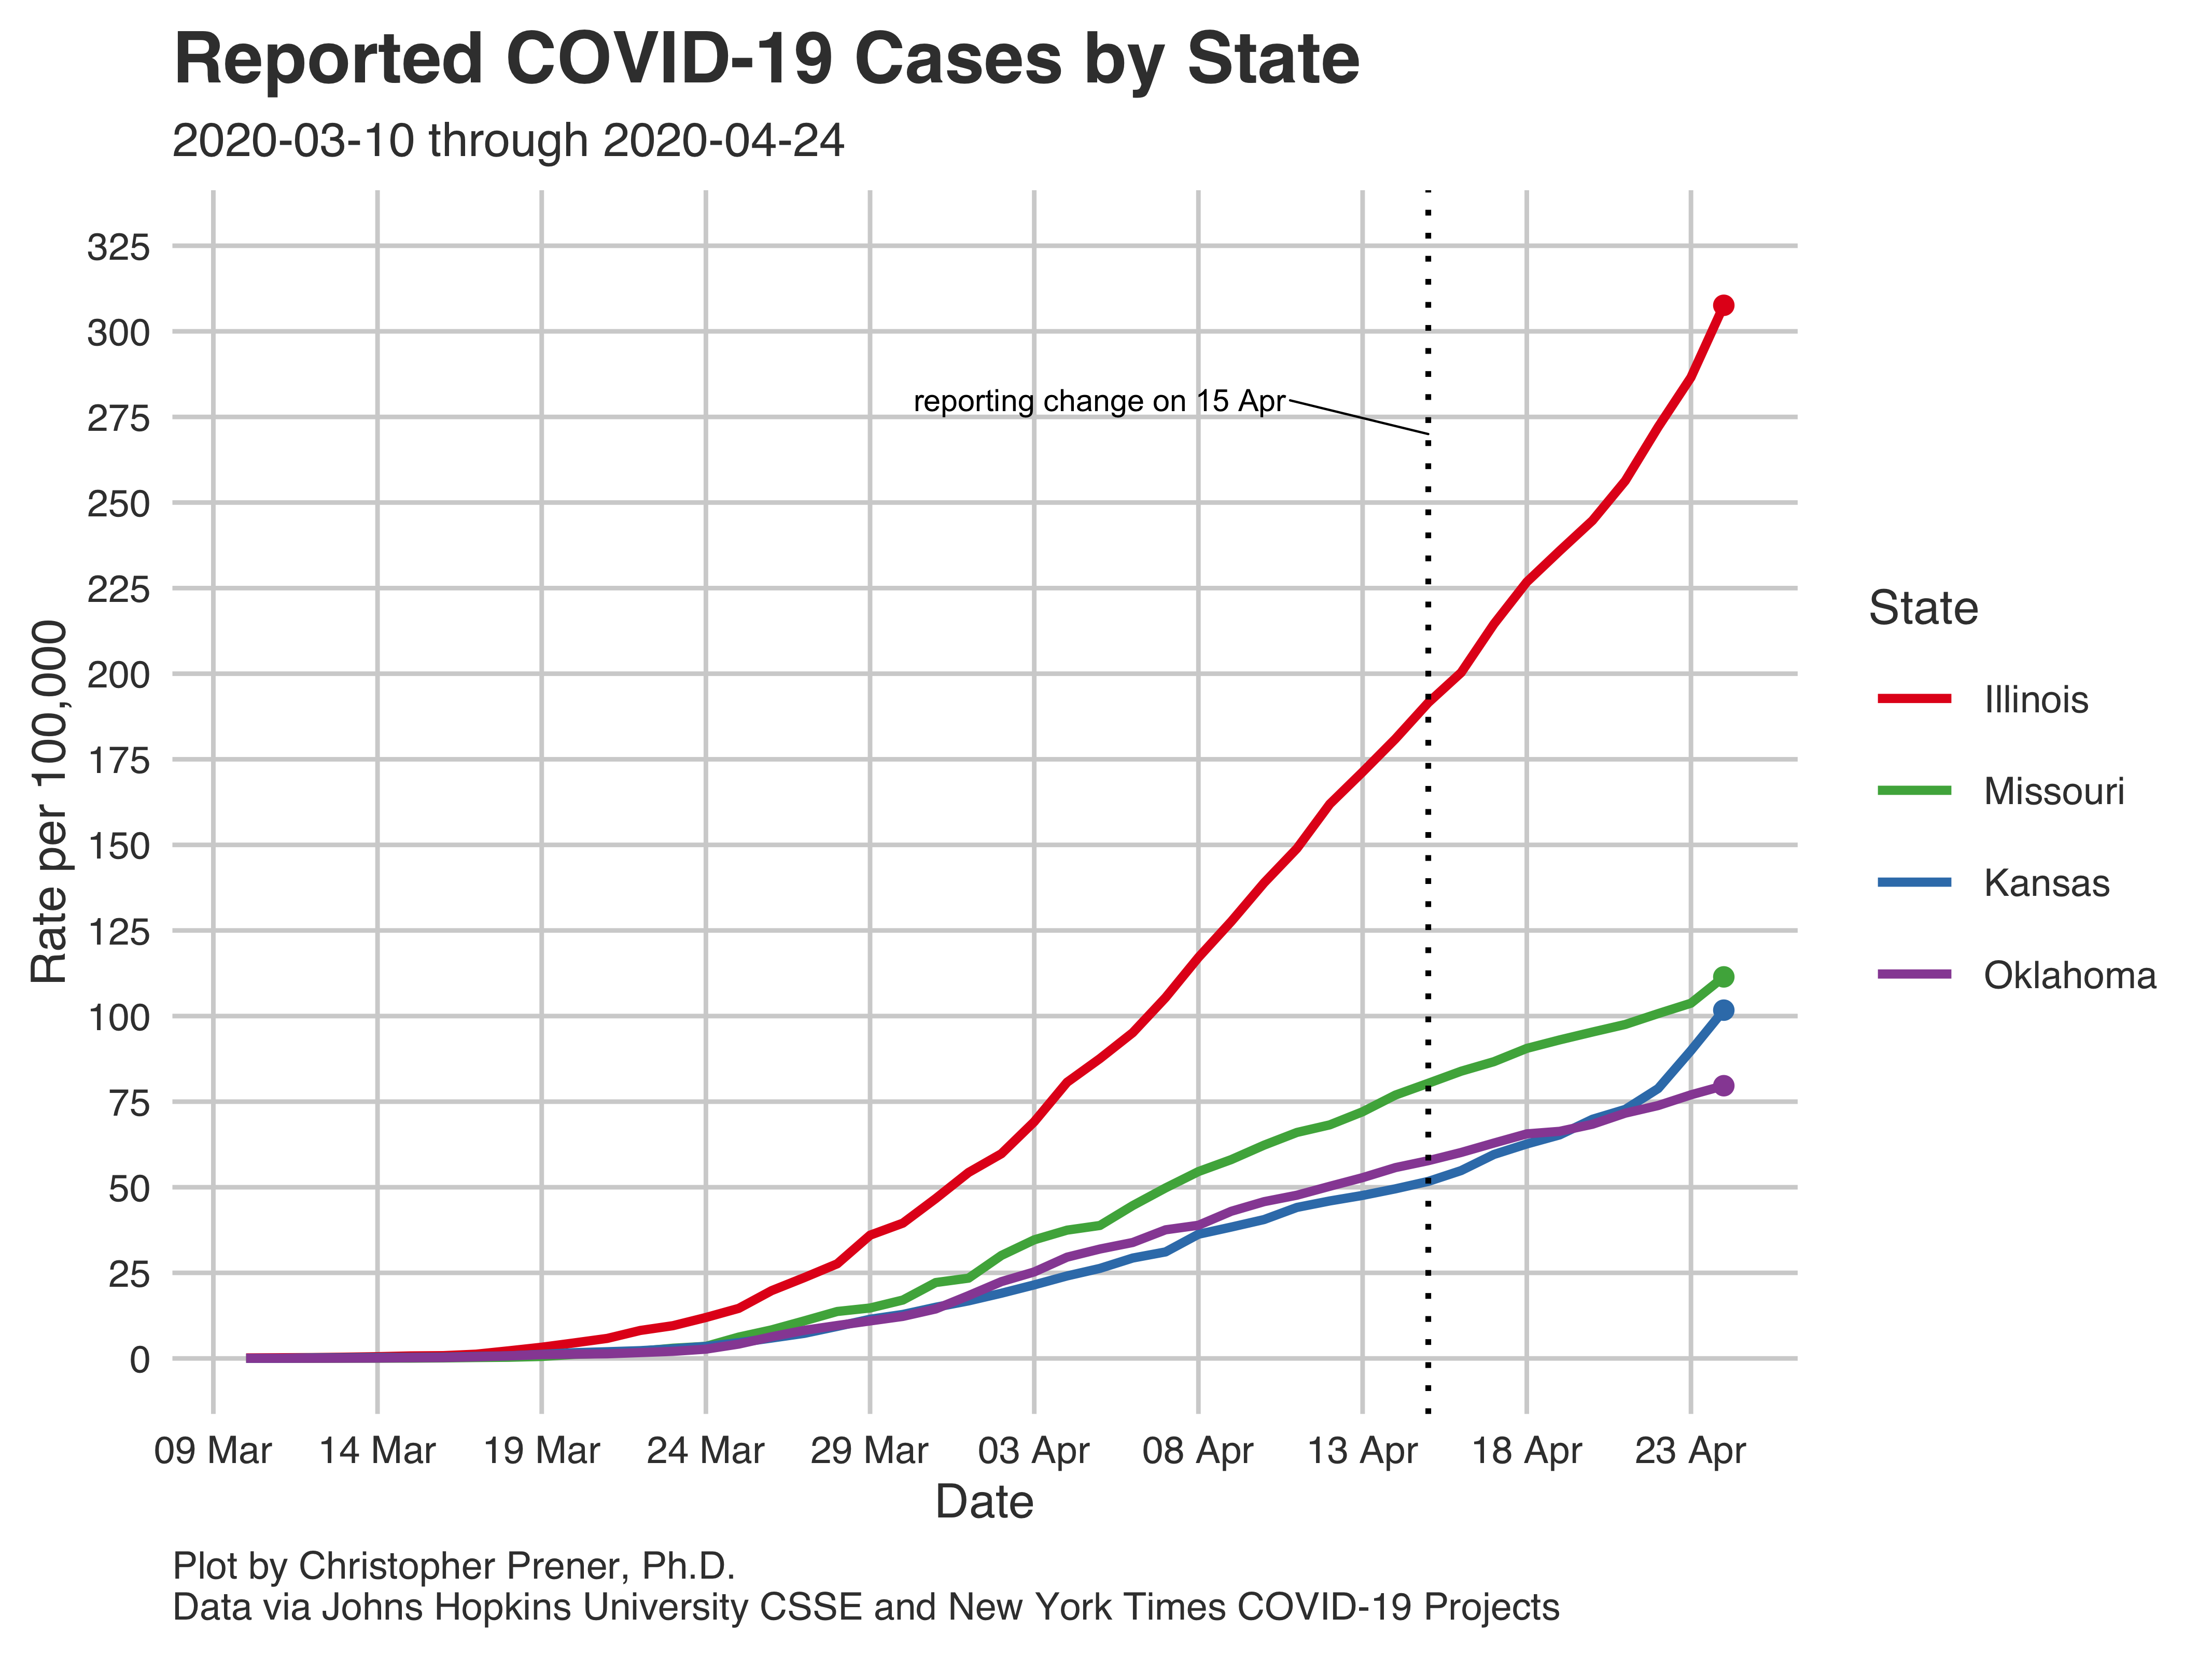 Reported COVID-19 Cases by State
2020-03-10 through 2020-04-24
325
300
275
250
225
200
175
150
125
100
75
50
25
0
Rate per 100,000
reporting change on 15 Apr
State
Illinois
Missouri
Kansas
Oklahoma
09 Mar 14 Mar 19 Mar 24 Mar 29 Mar 03 Apr 08 Apr 13 Apr 18 Apr 23 Apr
Date
Plot by Christopher Prener, Ph.D.
Data via Johns Hopkins University CSSE and New York Times COVID-19 Projects